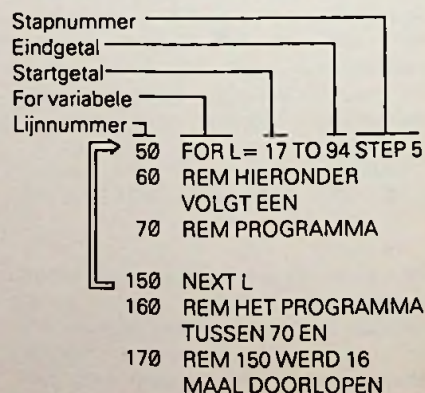 Stapnummer
Eindgetal
Startgetal
For variabele
Lijnnummer
50 FOR L= 17 TO 94 STEP 5
60 REM HIERONDER
VOLGT EEN
70 REM PROGRAMMA
150 NEXT L
160 REM HET PROGRAMMA
TUSSEN 70 EN
170 REM 150 WERD 16
MAAL DOORLOPEN